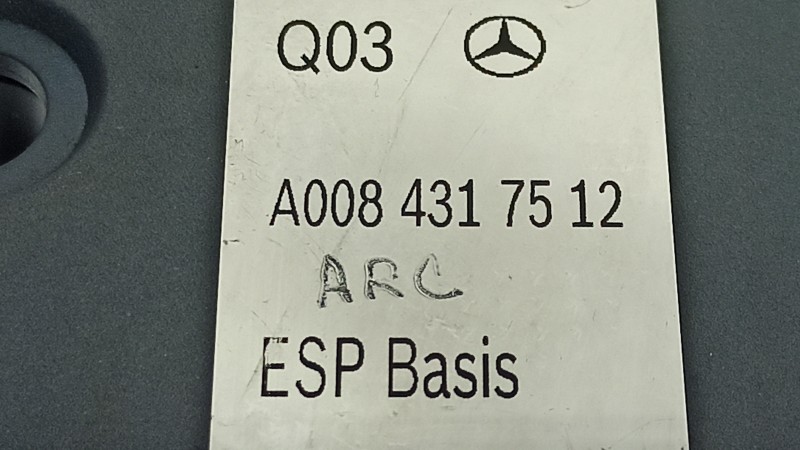 Q03
A008 431 75 12
ARC
ESP Basis